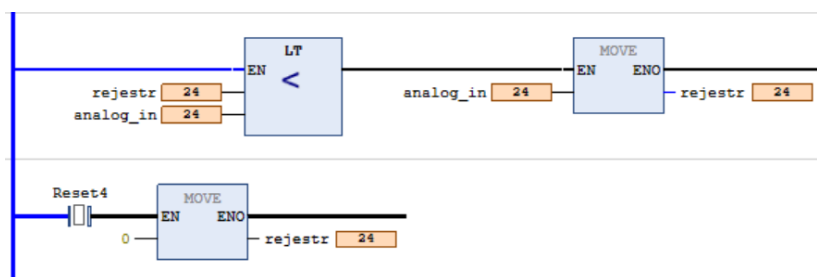 LT
EN
<
rejestr 24
analog_in 24
MOVE
EN ENO
analog_in 24
rejestr 24
Reset4
MOVE
EN ENO
0
rejestr 24